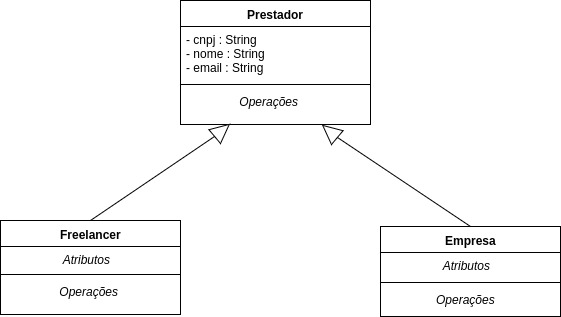 Prestador
- cnpj : String
- nome : String
- email : String
Operações
Freelancer
Atributos
Operações
Empresa
Atributos
Operações